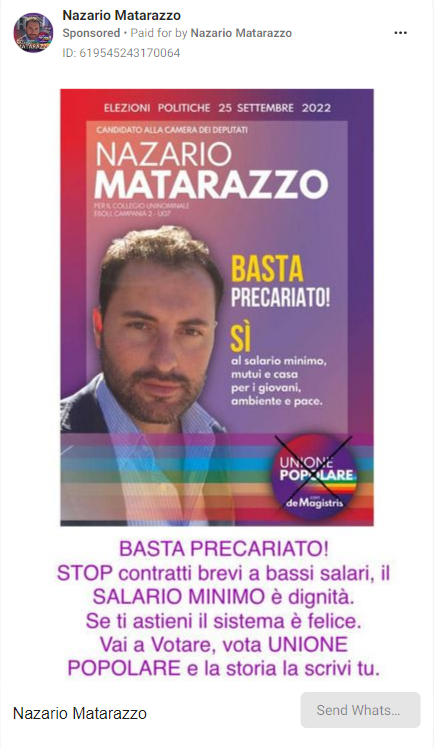 Nazario Matarazzo
Sponsored • Paid for by Nazario Matarazzo
ID: 619545243170064
ELEZIONI POLITICHE 25 SETTEMBRE 2022
CANDIDATO ALLA CAMERA DEI DEPUTATI
NAZARIO
MATARAZZO
PER IL COLLEGIO UNINOMINALE
EBOLI, CAMPANIA 2 - U07
BASTA
PRECARIATO!
SÌ
al salario minimo,
mutui e casa
per i giovani,
ambiente e pace.
UNIONE
POPOLARE
con
de Magistris
BASTA PRECARIATO!
STOP contratti brevi a bassi salari, il
SALARIO MINIMO è dignità.
Se ti astieni il sistema è felice.
Vai a Votare, vota UNIONE
POPOLARE e la storia la scrivi tu.
Nazario Matarazzo
Send Whats...